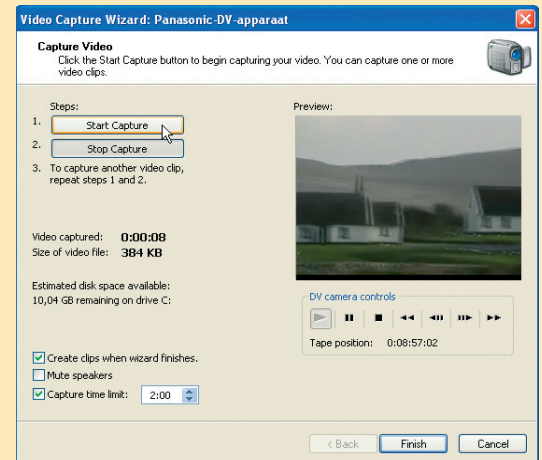 Video Capture Wizard: Panasonic-DV-apparaat
Capture Video
Click the Start Capture button to begin capturing your video. You can capture one or more
video clips.
Steps:
1. Start Capture
2. Stop Capture
3. To capture another video clip,
repeat steps 1 and 2.
Video captured: 0:00:08
Size of video file: 384 KB
Estimated disk space available:
10,04 GB remaining on drive C:
Create clips when wizard finishes.
Mute speakers
Capture time limit: 2:00
Preview:
DV camera controls
Tape position: 0:08:57:02
< Back Finish Cancel